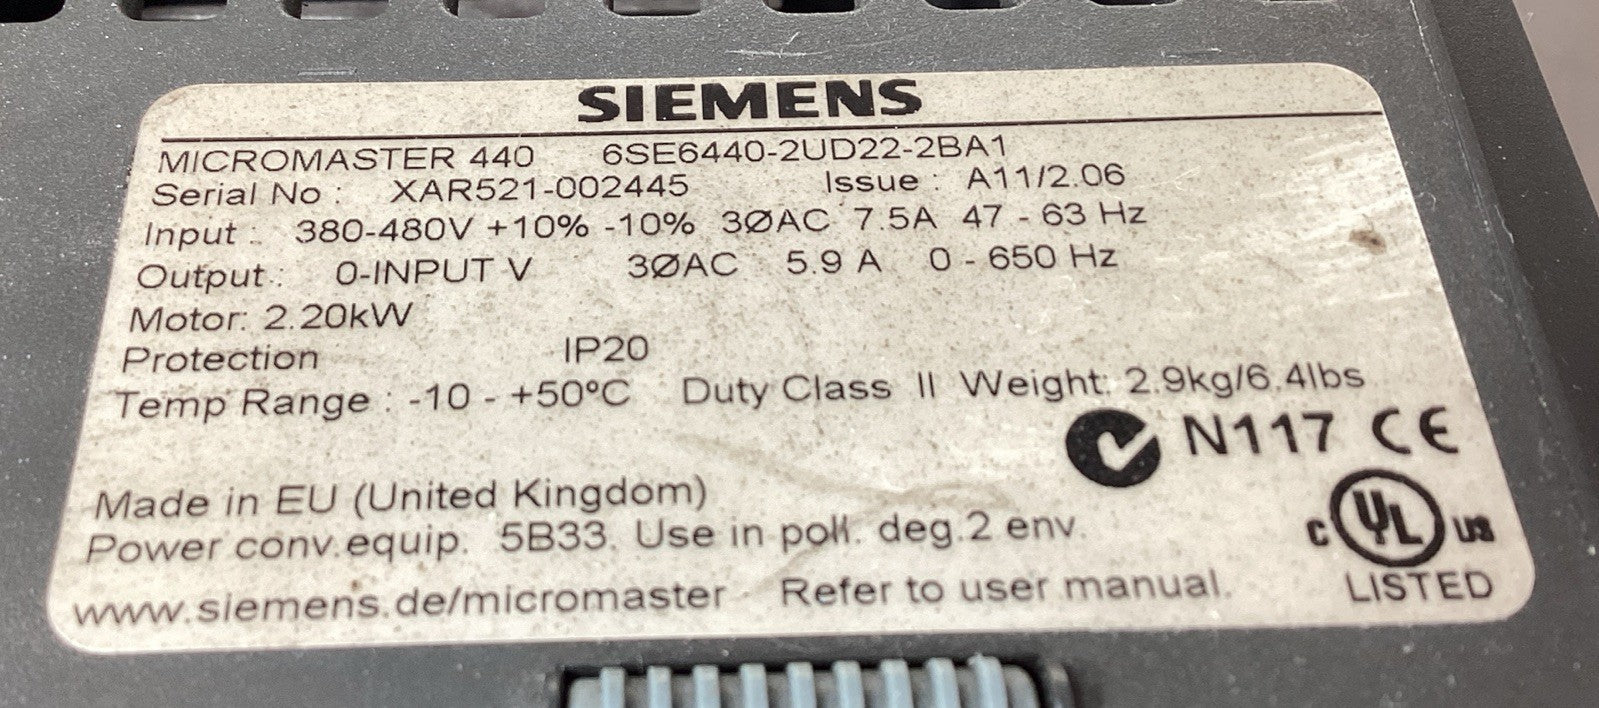 SIEMENS
MICROMASTER 440 6SE6440-2UD22-2BA1
Serial No : XAR521-002445 Issue : A11/2.06
Input : 380-480V +10% -10% 3ØAC 7.5A 47 - 63 Hz
Output : 0-INPUT V 3ØAC 5.9 A 0 - 650 Hz
Motor: 2.20kW
Protection IP20
Temp Range : -10 - +50°C Duty Class II Weight: 2.9kg/6.4lbs
N117 CE
Made in EU (United Kingdom)
Power conv.equip. 5B33. Use in poll. deg.2 env.
C UL US
www.siemens.de/micromaster Refer to user manual.
LISTED